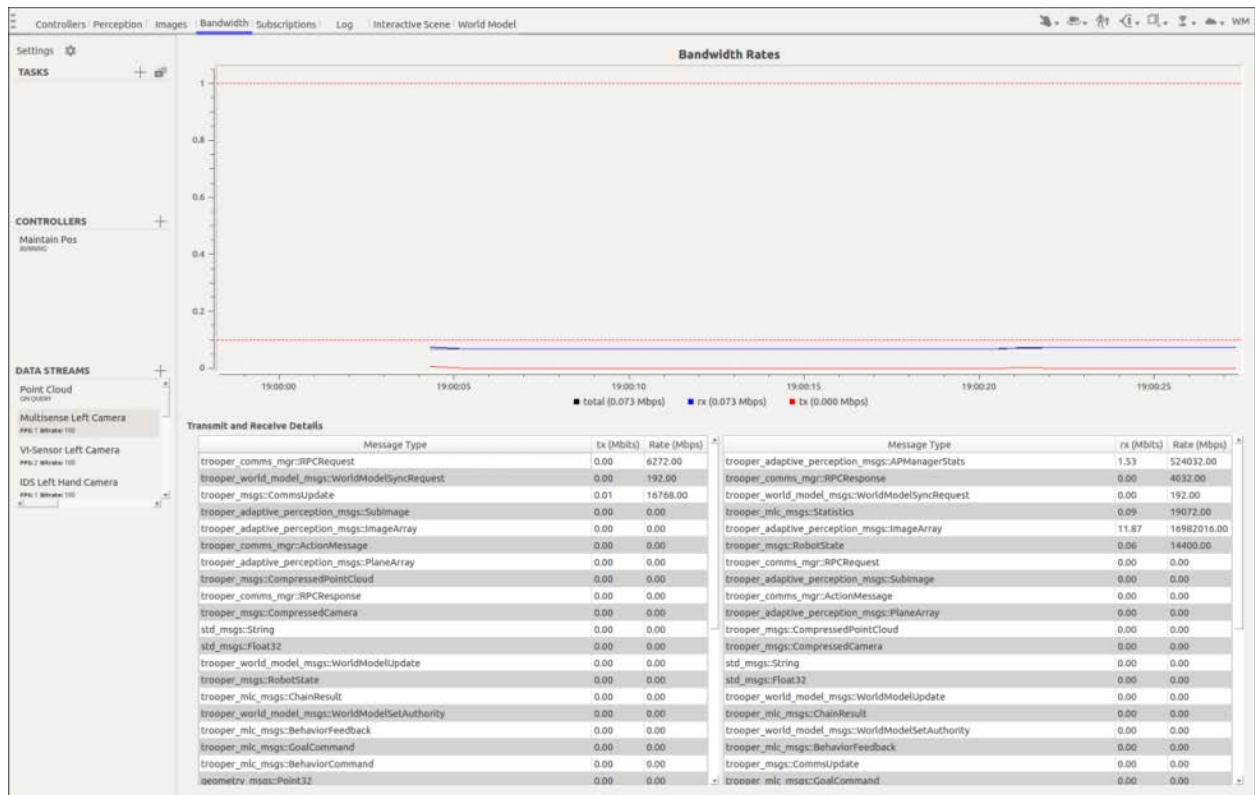 Controllers Perception Images Bandwidth Subscriptions Log Interactive Scene World Model WM
Settings
TASKS
CONTROLLERS
Maintain Pos
RUNNING
DATA STREAMS
Point Cloud
ON QUERY
Multisense Left Camera
FPS: 1 Bitrate: 100
VI-Sensor Left Camera
FPS: 2 Bitrate: 100
IDS Left Hand Camera
FPS: 1 Bitrate: 100
Bandwidth Rates
1
0.8
0.6
0.4
0.2
0
19:00:00 19:00:05 19:00:10 19:00:15 19:00:20 19:00:25
total (0.073 Mbps) rx (0.073 Mbps) tx (0.000 Mbps)
Transmit and Receive Details
Message Type tx (Mbits) Rate (Mbps)
trooper_comms_mgr::RPCRequest 0.00 6272.00
trooper_world_model_msgs::WorldModelSyncRequest 0.00 192.00
trooper_msgs::CommsUpdate 0.01 16768.00
trooper_adaptive_perception_msgs::SubImage 0.00 0.00
trooper_adaptive_perception_msgs::ImageArray 0.00 0.00
trooper_comms_mgr::ActionMessage 0.00 0.00
trooper_adaptive_perception_msgs::PlaneArray 0.00 0.00
trooper_msgs::CompressedPointCloud 0.00 0.00
trooper_comms_mgr::RPCResponse 0.00 0.00
trooper_msgs::CompressedCamera 0.00 0.00
std_msgs::String 0.00 0.00
std_msgs::Float32 0.00 0.00
trooper_world_model_msgs::WorldModelUpdate 0.00 0.00
trooper_msgs::RobotState 0.00 0.00
trooper_mlc_msgs::ChainResult 0.00 0.00
trooper_world_model_msgs::WorldModelSetAuthority 0.00 0.00
trooper_mlc_msgs::BehaviorFeedback 0.00 0.00
trooper_mlc_msgs::GoalCommand 0.00 0.00
trooper_mlc_msgs::BehaviorCommand 0.00 0.00
geometry_msgs::Point32 0.00 0.00
Message Type rx (Mbits) Rate (Mbps)
trooper_adaptive_perception_msgs::APManagerStats 1.53 524032.00
trooper_comms_mgr::RPCResponse 0.00 4032.00
trooper_world_model_msgs::WorldModelSyncRequest 0.00 192.00
trooper_mlc_msgs::Statistics 0.09 19072.00
trooper_adaptive_perception_msgs::ImageArray 11.87 16982016.00
trooper_msgs::RobotState 0.06 14400.00
trooper_comms_mgr::RPCRequest 0.00 0.00
trooper_adaptive_perception_msgs::SubImage 0.00 0.00
trooper_comms_mgr::ActionMessage 0.00 0.00
trooper_adaptive_perception_msgs::PlaneArray 0.00 0.00
trooper_msgs::CompressedPointCloud 0.00 0.00
trooper_msgs::CompressedCamera 0.00 0.00
std_msgs::String 0.00 0.00
std_msgs::Float32 0.00 0.00
trooper_world_model_msgs::WorldModelUpdate 0.00 0.00
trooper_mlc_msgs::ChainResult 0.00 0.00
trooper_world_model_msgs::WorldModelSetAuthority 0.00 0.00
trooper_mlc_msgs::BehaviorFeedback 0.00 0.00
trooper_msgs::CommsUpdate 0.00 0.00
trooper_mlc_msgs::GoalCommand 0.00 0.00